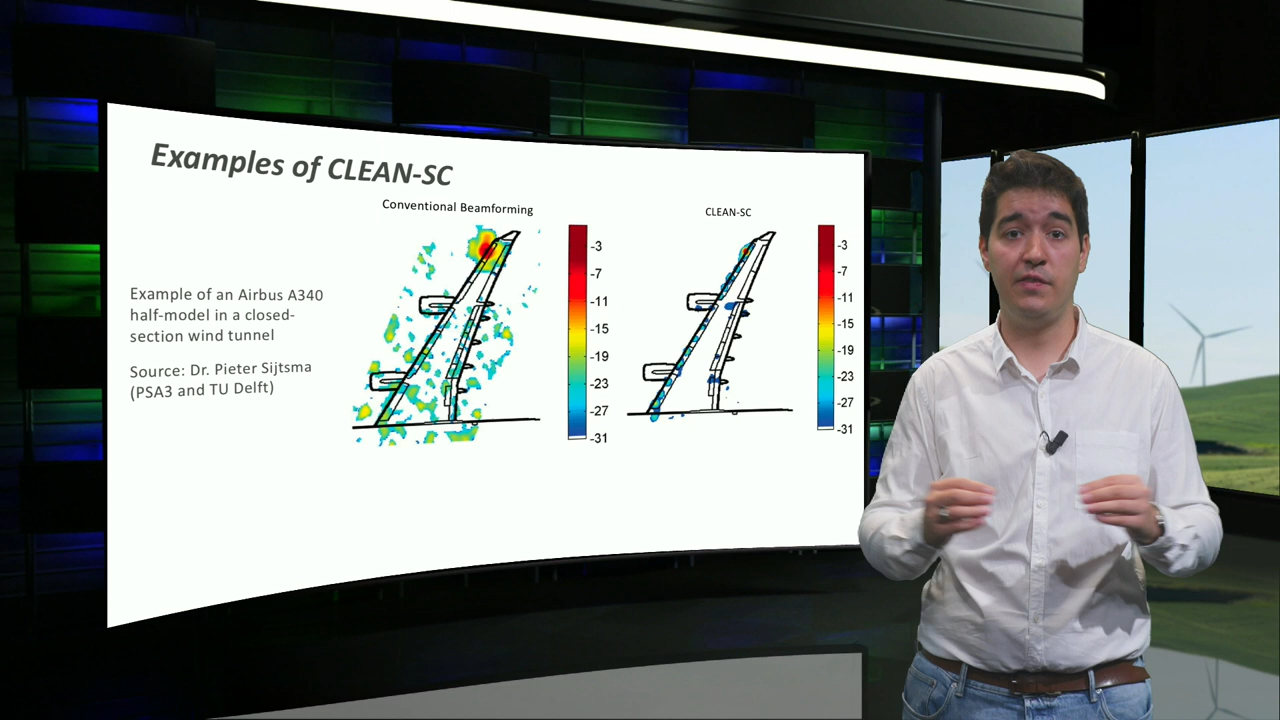 Examples of CLEAN-SC
Conventional Beamforming
CLEAN-SC
Example of an Airbus A340
half-model in a closed-
section wind tunnel
Source: Dr. Pieter Sijtsma
(PSA3 and TU Delft)
-3
-7
-11
-15
-19
-23
-27
-31
-3
-7
-11
-15
-19
-23
-27
-31